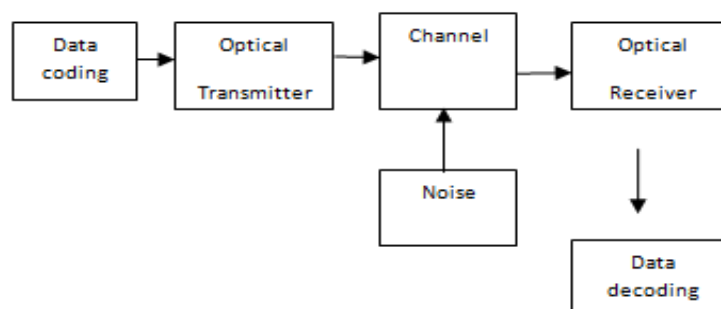 Data
coding
Optical
Transmitter
Channel
Optical
Receiver
Noise
Data
decoding